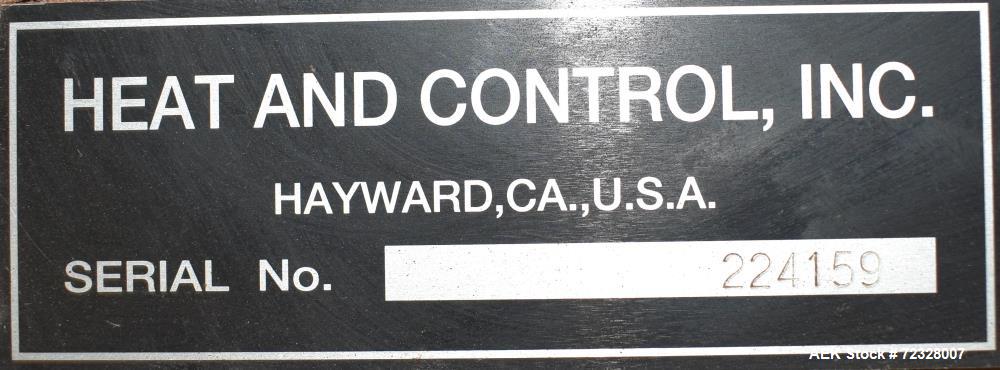 HEAT AND CONTROL, INC.
HAYWARD,CA.,U.S.A.
SERIAL No. 224159
AEK Stock # 72328007